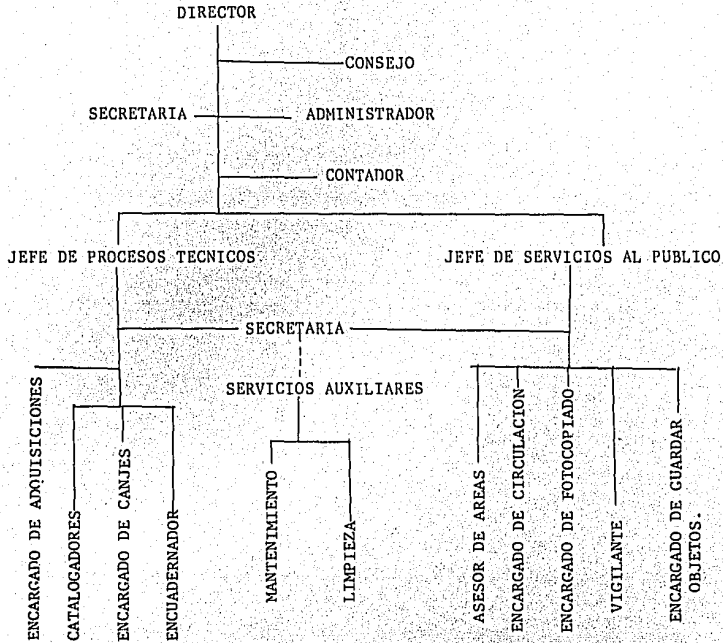 DIRECTOR
CONSEJO
SECRETARIA
ADMINISTRADOR
CONTADOR
JEFE DE PROCESOS TECNICOS
JEFE DE SERVICIOS AL PUBLICO
SECRETARIA
SERVICIOS AUXILIARES
ENCARGADO DE ADQUISICIONES
CATALOGADORES
ENCARGADO DE CANJES
ENCUADERNADOR
MANTENIMIENTO
LIMPIEZA
ASESOR DE AREAS
ENCARGADO DE CIRCULACION
ENCARGADO DE FOTOCOPIADO
VIGILANTE
ENCARGADO DE GUARDAR
OBJETOS.